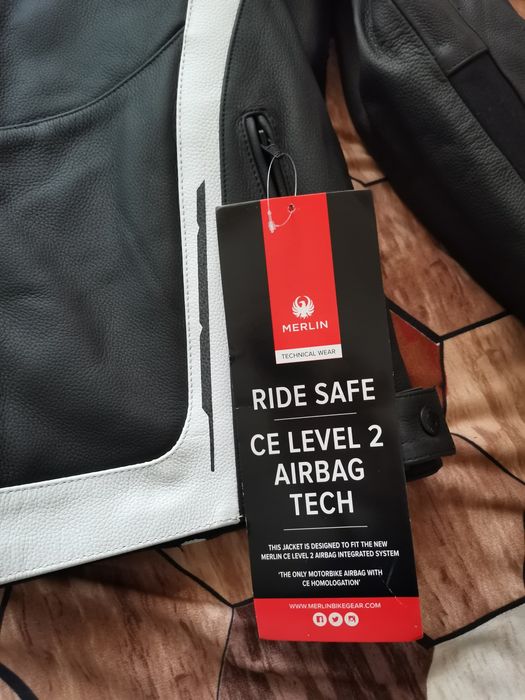 MERLIN
TECHNICAL WEAR
RIDE SAFE
CE LEVEL 2
AIRBAG
TECH
THIS JACKET IS DESIGNED TO FIT THE NEW
MERLIN CE LEVEL 2 AIRBAG INTEGRATED SYSTEM
'THE ONLY MOTORBIKE AIRBAG WITH
CE HOMOLOGATION'
WWW.MERLINBIKEGEAR.COM